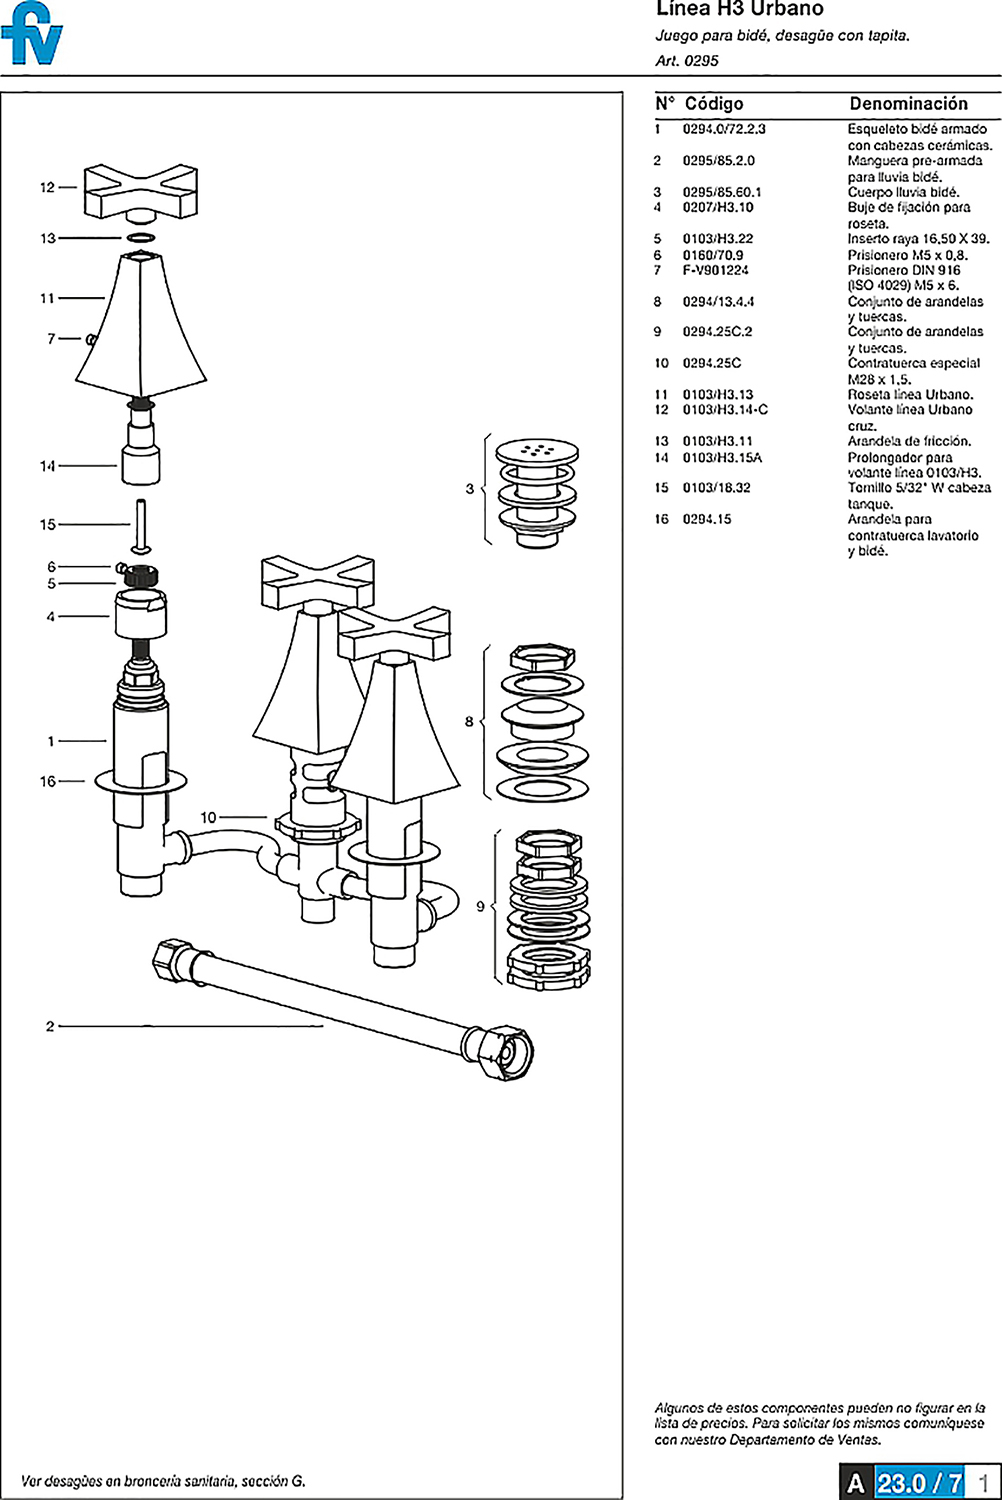 fv
Línea H3 Urbano
Juego para bidé, desagüe con tapita.
Art. 0295
N° Código Denominación
1 0294.0/72.2.3 Esqueleto bidé armado
con cabezas cerámicas.
2 0295/85.2.0 Manguera pre-armada
para lluvia bidé.
3 0295/85.60.1 Cuerpo lluvia bidé.
4 0207/H3.10 Buje de fijación para
roseta.
5 0103/H3.22 Inserto raya 16,50 X 39.
6 0160/70.9 Prisionero M5 x 0,8.
7 F-V901224 Prisionero DIN 916
(ISO 4029) M5 x 6.
8 0294/13.4.4 Conjunto de arandelas
y tuercas.
9 0294.25C.2 Conjunto de arandelas
y tuercas.
10 0294.25C Contratuerca especial
M28 x 1,5.
11 0103/H3.13 Roseta línea Urbano.
12 0103/H3.14-C Volante línea Urbano
cruz.
13 0103/H3.11 Arandela de fricción.
14 0103/H3.15A Prolongador para
volante línea 0103/H3.
15 0103/18.32 Tornillo 5/32" W cabeza
tanque.
16 0294.15 Arandela para
contratuerca lavatorio
y bidé.
12
13
11
7
14
3
15
6
5
4
8
1
16
10
9
2
Algunos de estos componentes pueden no figurar en la
lista de precios. Para solicitar los mismos comuníquese
con nuestro Departamento de Ventas.
Ver desagües en broncería sanitaria, sección G.
A 23.0 / 7 1